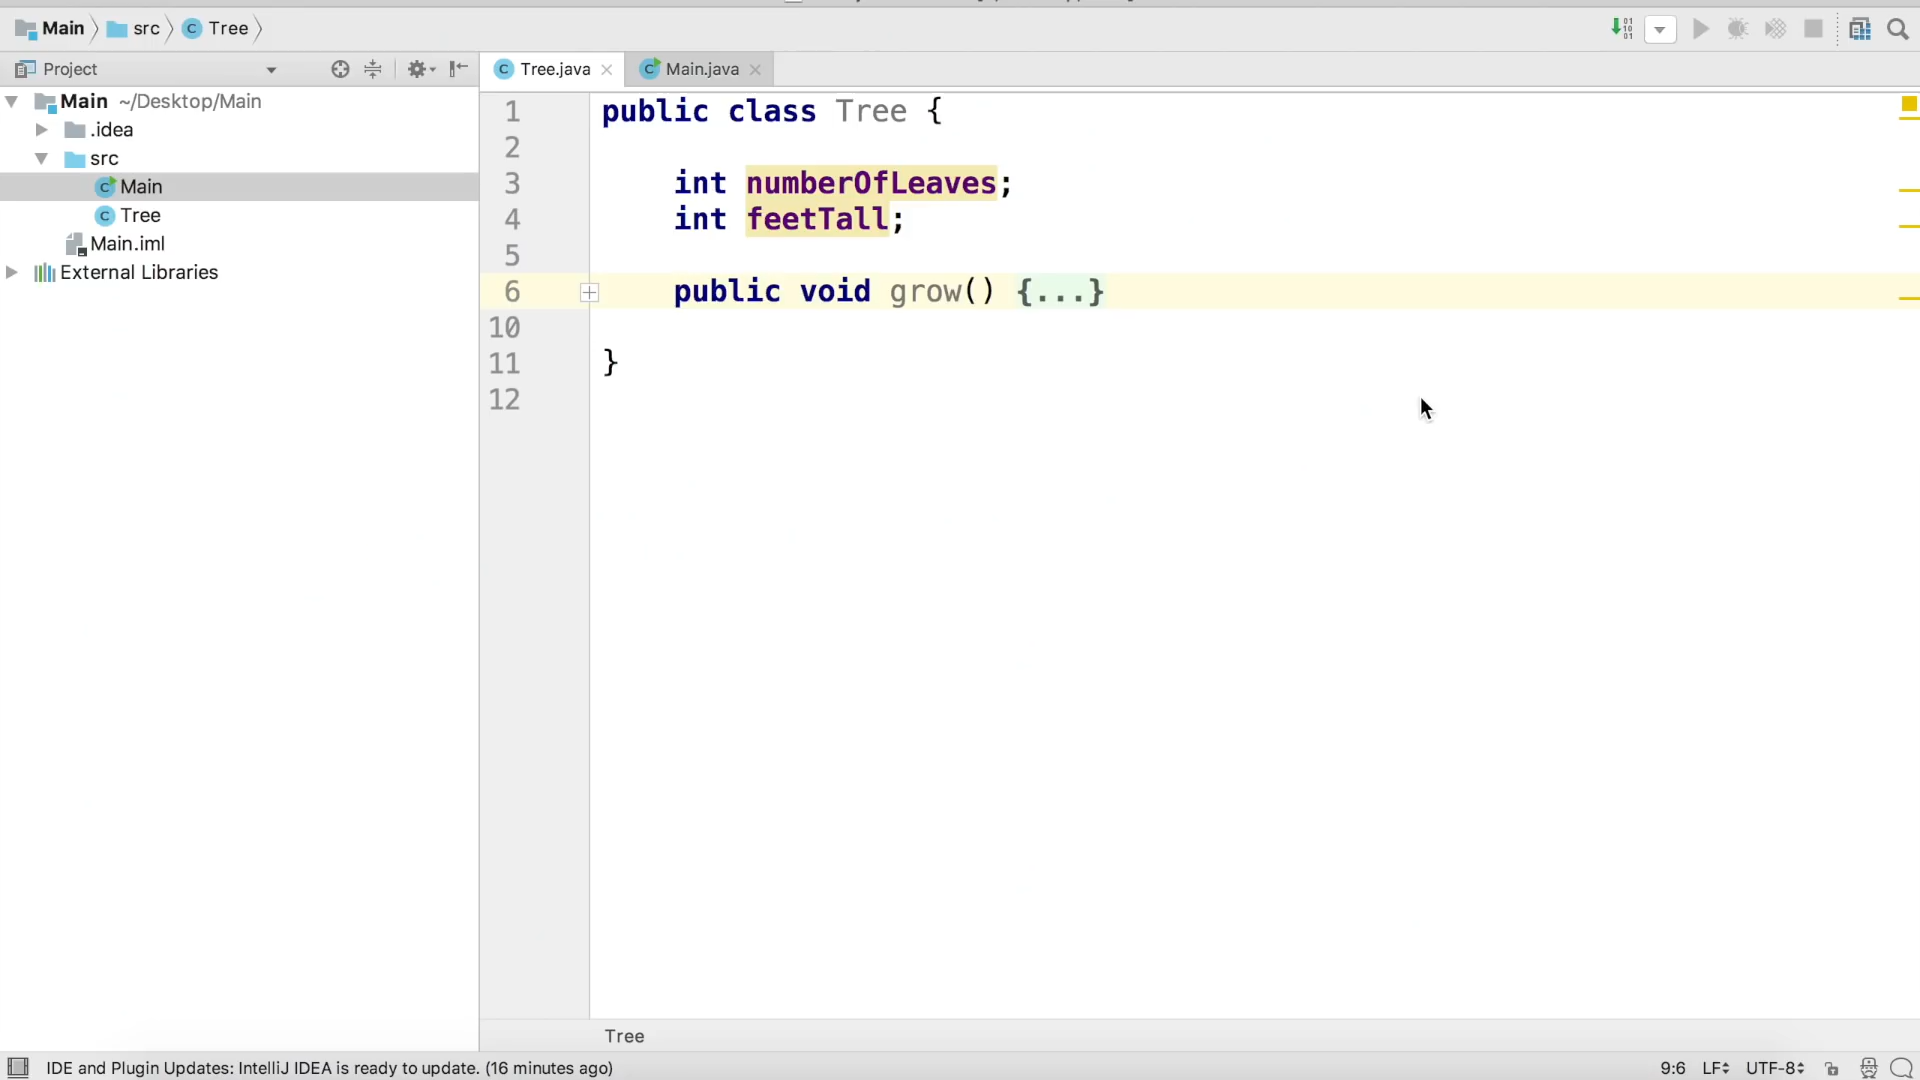 Main src Tree
Project
Tree.java Main.java
Main ~/Desktop/Main
.idea
src
Main
Tree
Main.iml
External Libraries
1 public class Tree {
2
3 int numberOfLeaves;
4 int feetTall;
5
6 public void grow() {...}
10
11 }
12
Tree
IDE and Plugin Updates: IntelliJ IDEA is ready to update. (16 minutes ago) 9:6 LF UTF-8